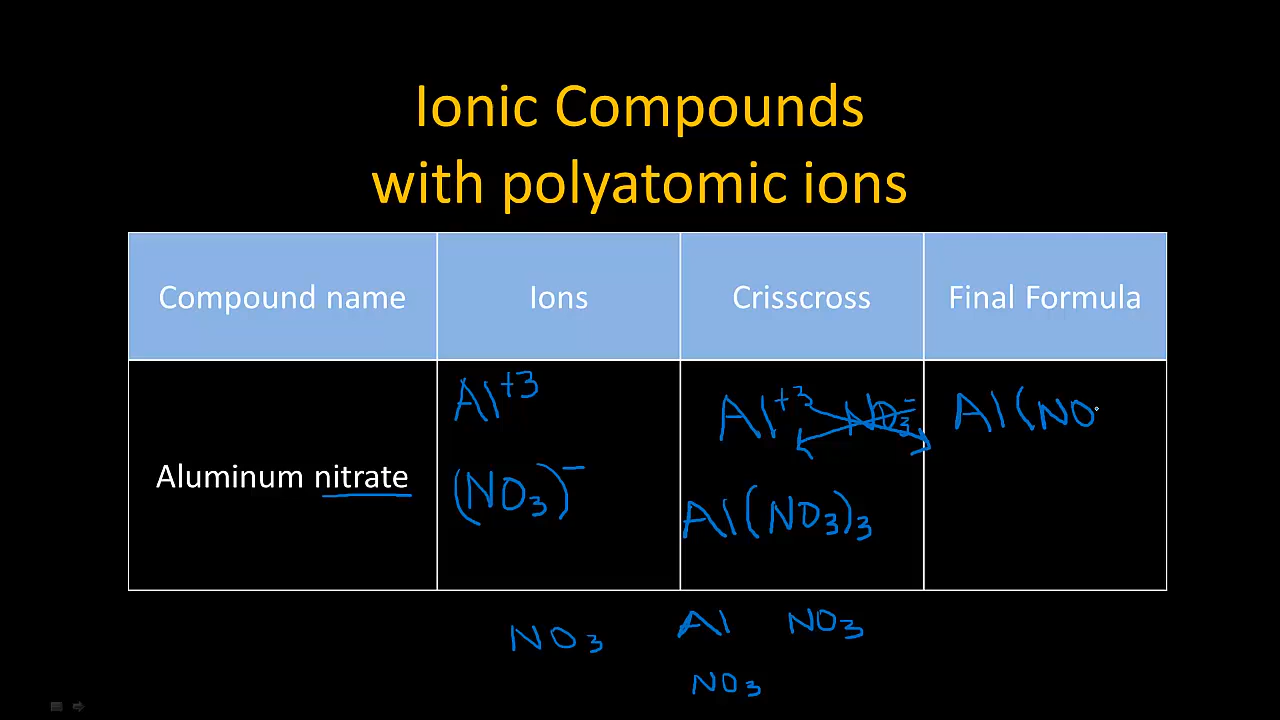 Ionic Compounds
with polyatomic ions
Compound name Ions Crisscross Final Formula
Aluminum nitrate
Al+3
(NO3)−
Al+3 NO3−
Al(NO3)3
Al(NO
NO3 Al NO3
NO3